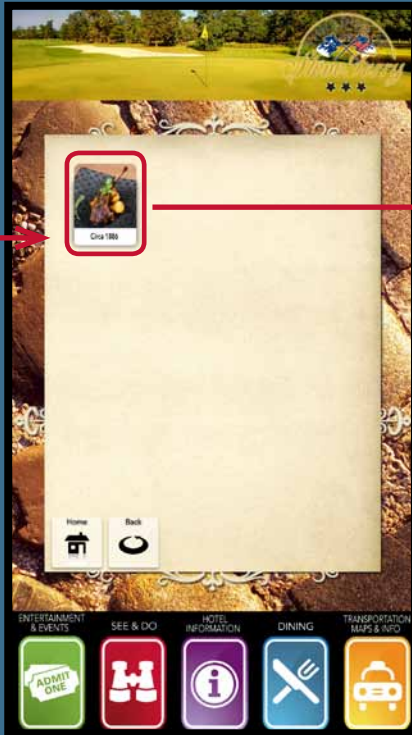 Circa 1886
Home
Back
ENTERTAINMENT
& EVENTS
SEE & DO
HOTEL
INFORMATION
DINING
TRANSPORTATION
MAPS & INFO
ADMIT
ONE